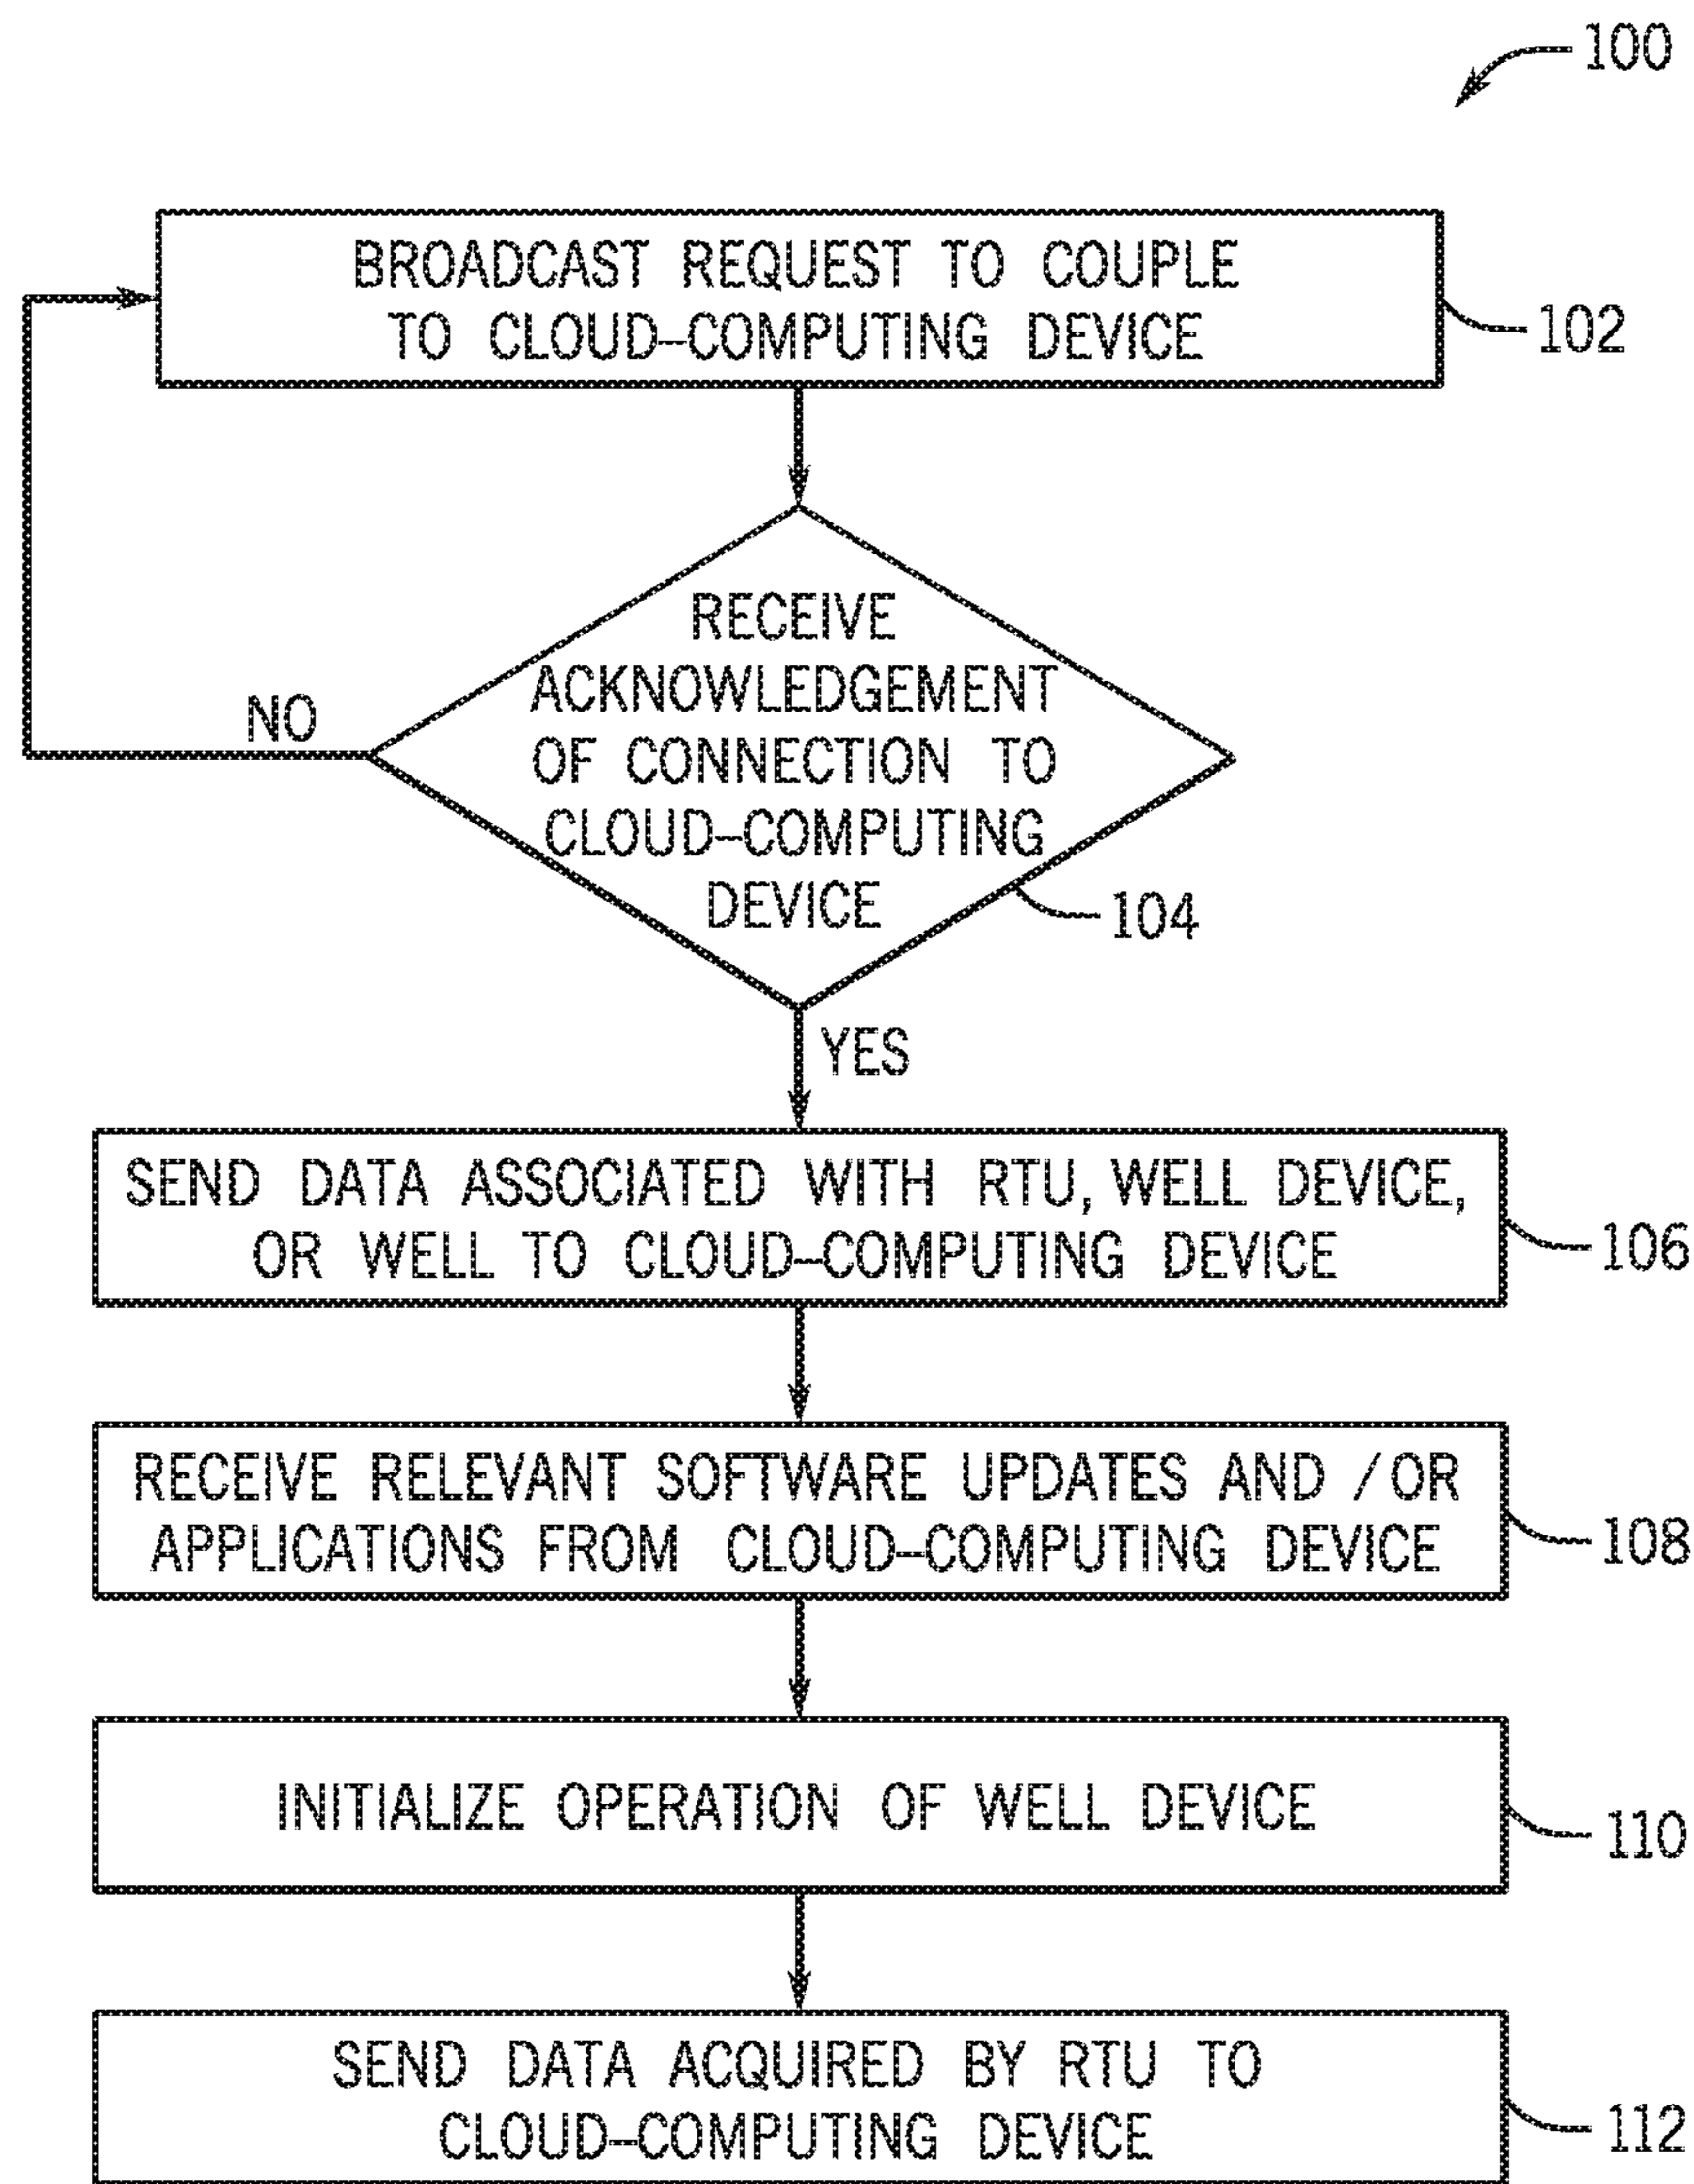 100
BROADCAST REQUEST TO COUPLE
TO CLOUD-COMPUTING DEVICE
102
RECEIVE
ACKNOWLEDGEMENT
OF CONNECTION TO
CLOUD-COMPUTING
DEVICE
104
NO
YES
SEND DATA ASSOCIATED WITH RTU, WELL DEVICE,
OR WELL TO CLOUD-COMPUTING DEVICE
106
RECEIVE RELEVANT SOFTWARE UPDATES AND /OR
APPLICATIONS FROM CLOUD-COMPUTING DEVICE
108
INITIALIZE OPERATION OF WELL DEVICE
110
SEND DATA ACQUIRED BY RTU TO
CLOUD-COMPUTING DEVICE
112